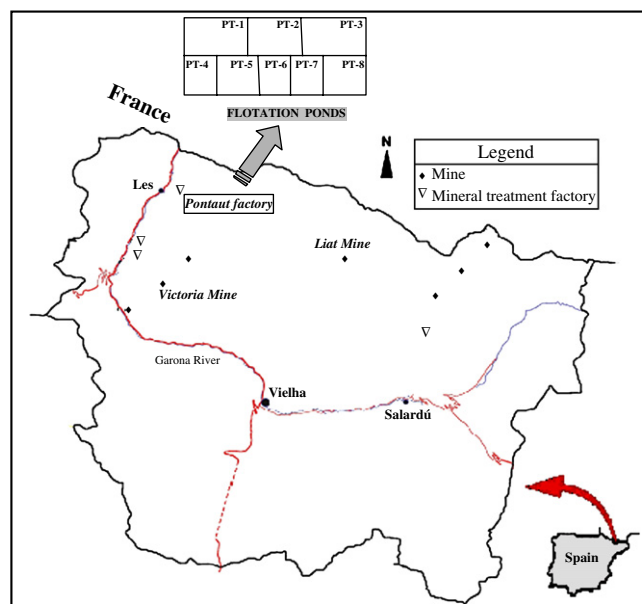 PT-1 PT-2 PT-3
PT-4 PT-5 PT-6 PT-7 PT-8
FLOTATION PONDS
France
N
Legend
Mine
Mineral treatment factory
Les
Pontaut factory
Liat Mine
Victoria Mine
Garona River
Vielha
Salardú
Spain